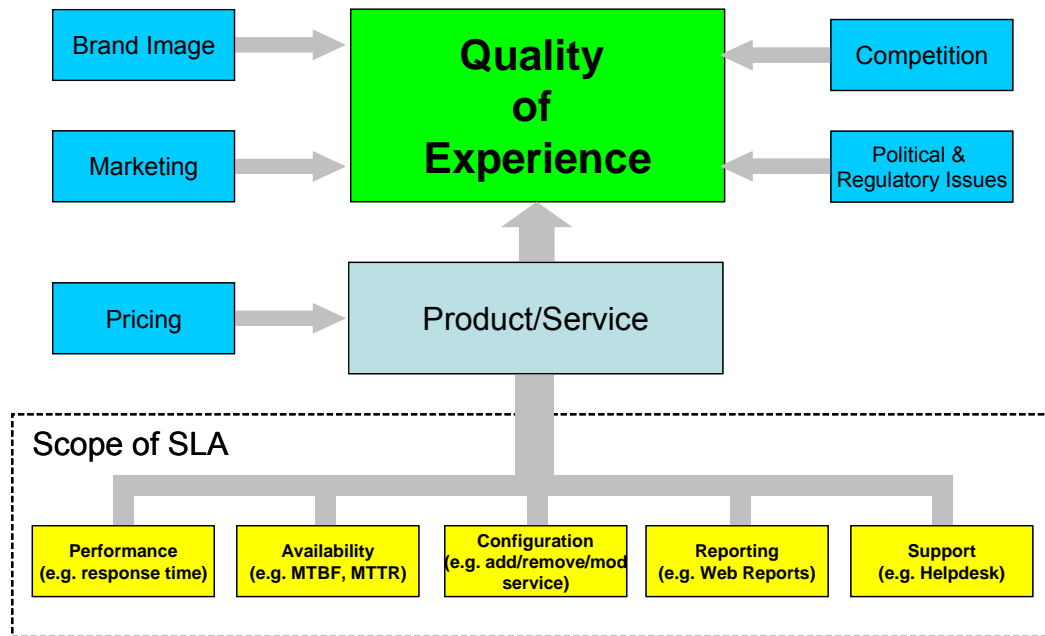 Brand Image
Quality
of
Experience
Competition
Marketing
Political &
Regulatory Issues
Pricing
Product/Service
Scope of SLA
Performance
(e.g. response time)
Availability
(e.g. MTBF, MTTR)
Configuration
(e.g. add/remove/mod
service)
Reporting
(e.g. Web Reports)
Support
(e.g. Helpdesk)